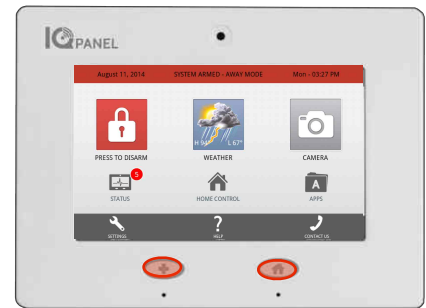 IQ PANEL
August 11, 2014 SYSTEM ARMED - AWAY MODE Mon - 03:27 PM
PRESS TO DISARM
H 94° L 67°
WEATHER
CAMERA
5
A
STATUS
HOME CONTROL
APPS
?
SETTINGS
HELP
CONTACT US